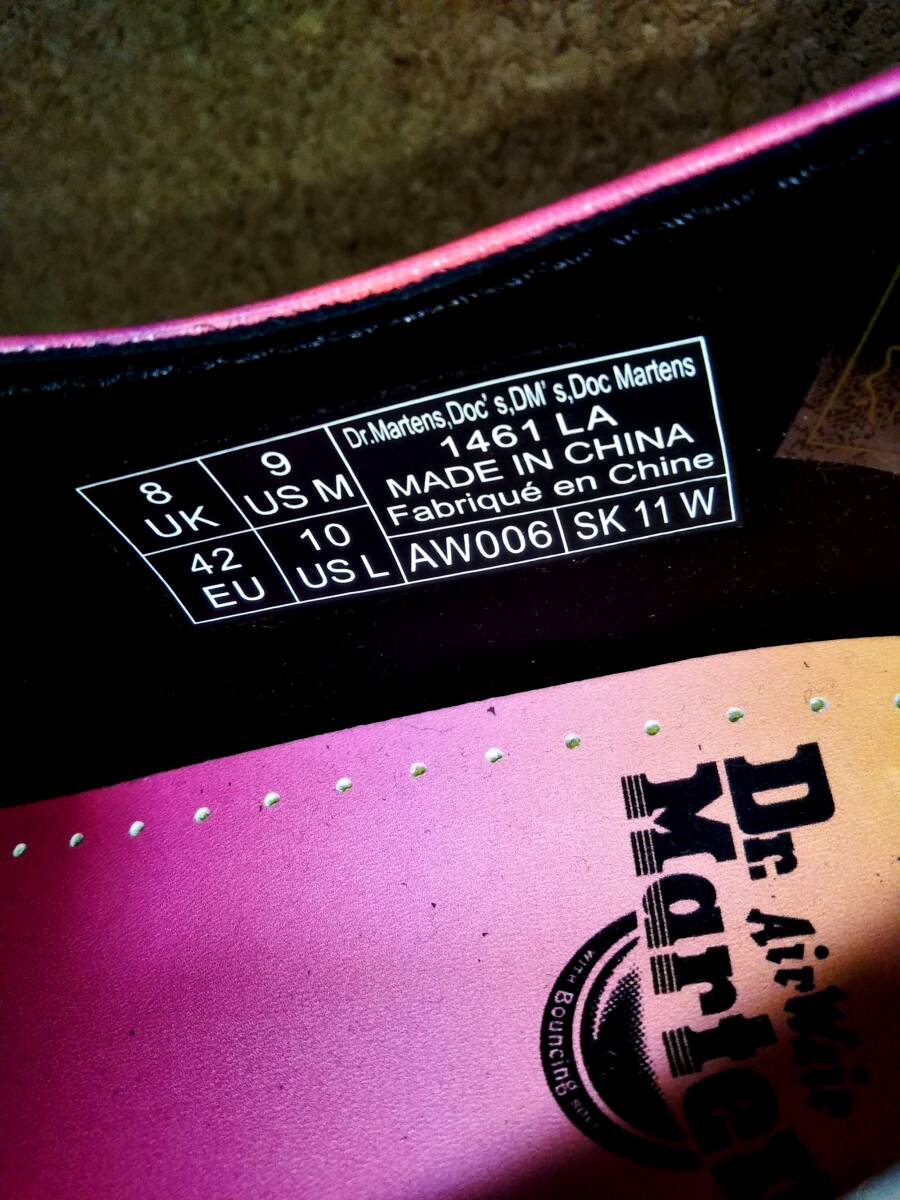 8
UK
9
US M
42
EU
10
US L
Dr.Martens,Doc's,DM's,Doc Martens
1461 LA
MADE IN CHINA
Fabriqué en Chine
AW006
SK 11 W
Dr.
AirWair
WITH Bouncing